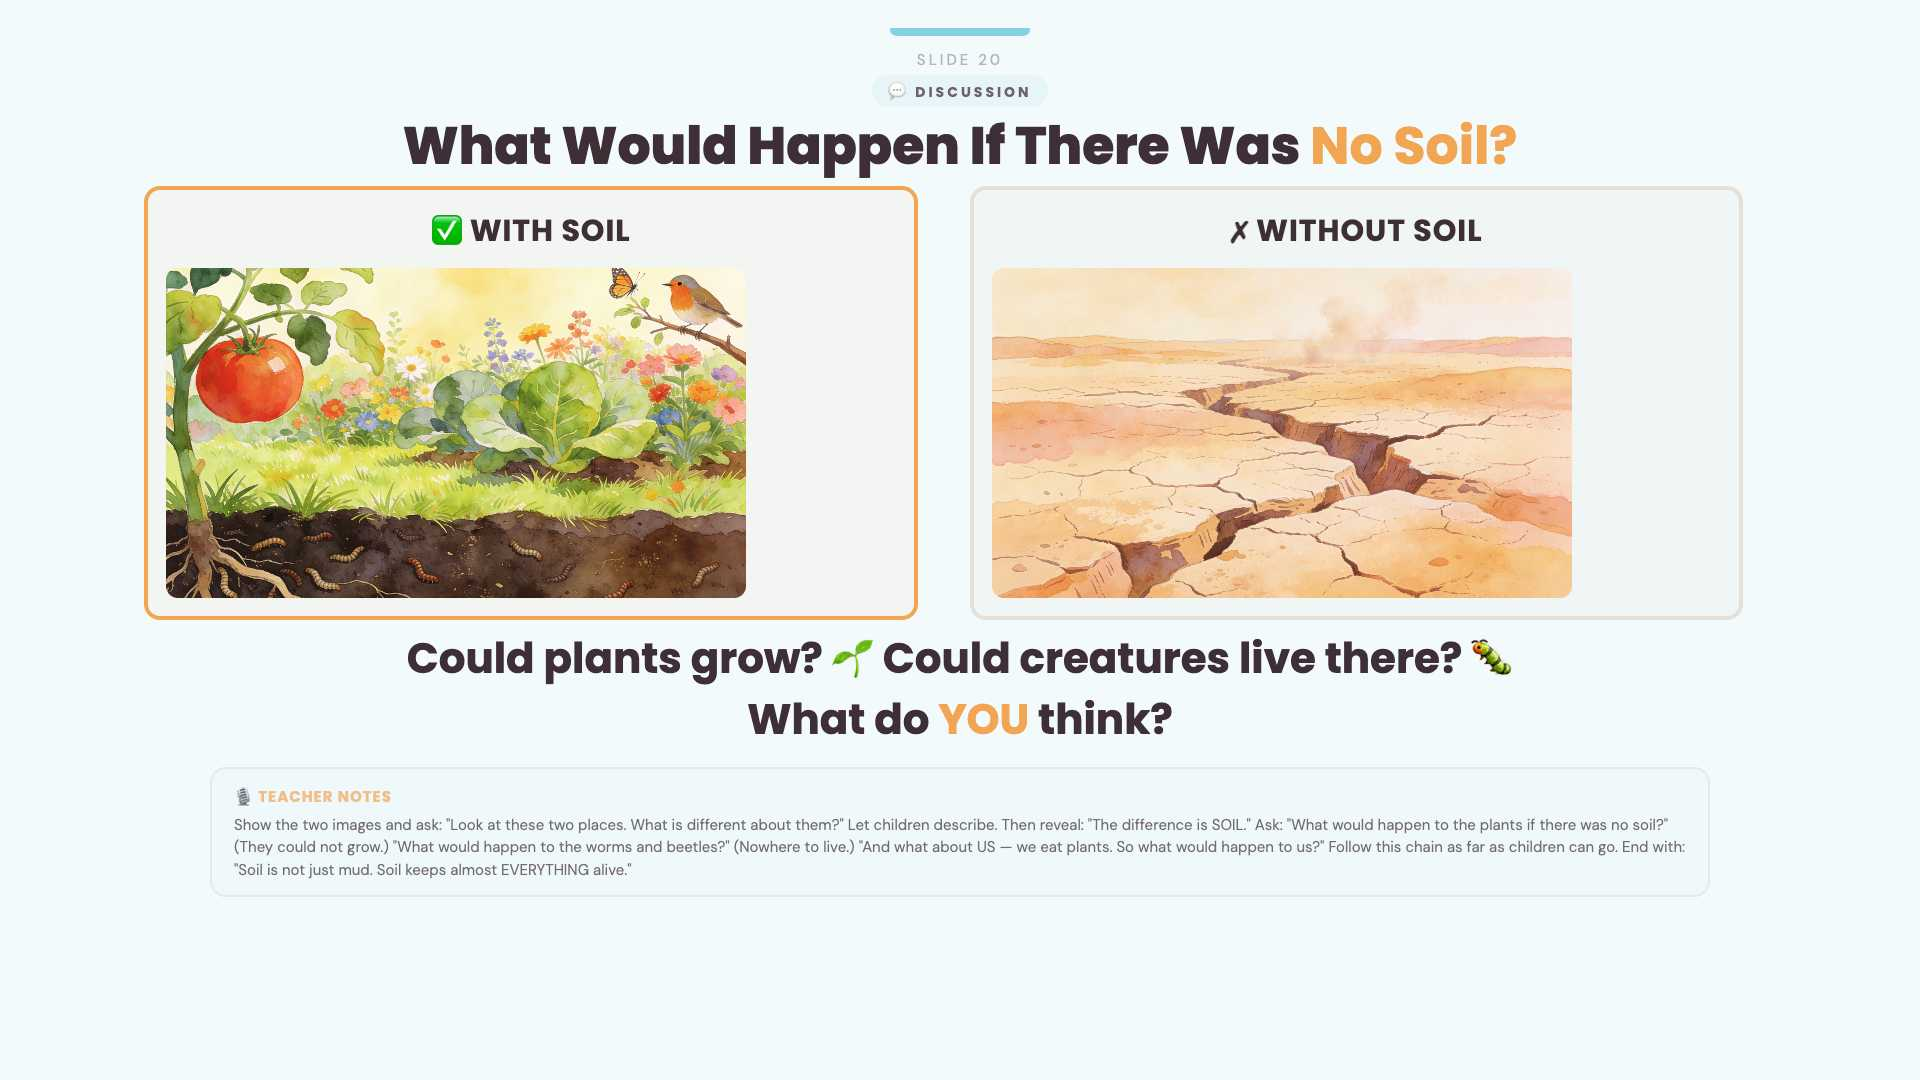 SLIDE 20
💬 DISCUSSION
What Would Happen If There Was No Soil?
✅ WITH SOIL
✗ WITHOUT SOIL
Could plants grow? 🌱 Could creatures live there? 🐛
What do YOU think?
🎙️ TEACHER NOTES
Show the two images and ask: "Look at these two places. What is different about them?" Let children describe. Then reveal: "The difference is SOIL." Ask: "What would happen to the plants if there was no soil?"
(They could not grow.) "What would happen to the worms and beetles?" (Nowhere to live.) "And what about US — we eat plants. So what would happen to us?" Follow this chain as far as children can go. End with:
"Soil is not just mud. Soil keeps almost EVERYTHING alive."